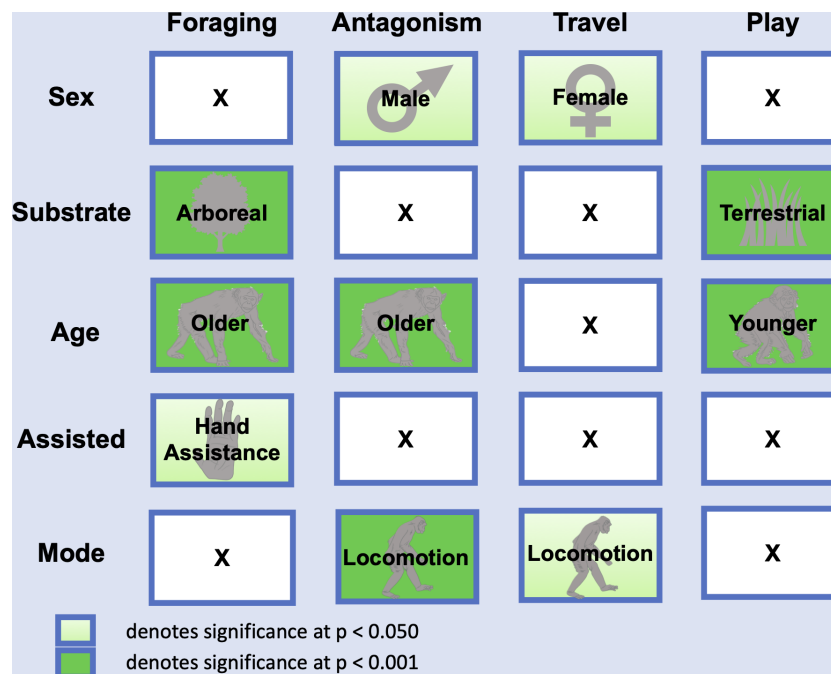 Foraging Antagonism Travel Play
Sex X Male Female X
Substrate Arboreal X X Terrestrial
Age Older Older X Younger
Assisted Hand Assistance X X X
Mode X Locomotion Locomotion X
denotes significance at p < 0.050
denotes significance at p < 0.001